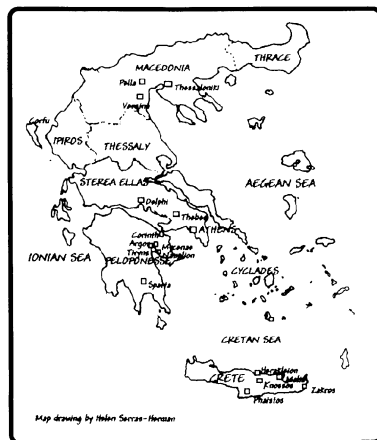 THRACE
MACEDONIA
Pella
Thessaloniki
Vergina
Corfu
IPIROS
THESSALY
STEREA ELLAS
AEGEAN SEA
Delphi
Thebes
ATHENS
Corinth
Argos
Mycenae
Tiryns
Nauplion
IONIAN SEA
PELOPONNESE
CYCLADES
Sparta
CRETAN SEA
Herakleion
CRETE
Knossos
Zakros
Phaistos
Map drawing by Helen Serras-Herman